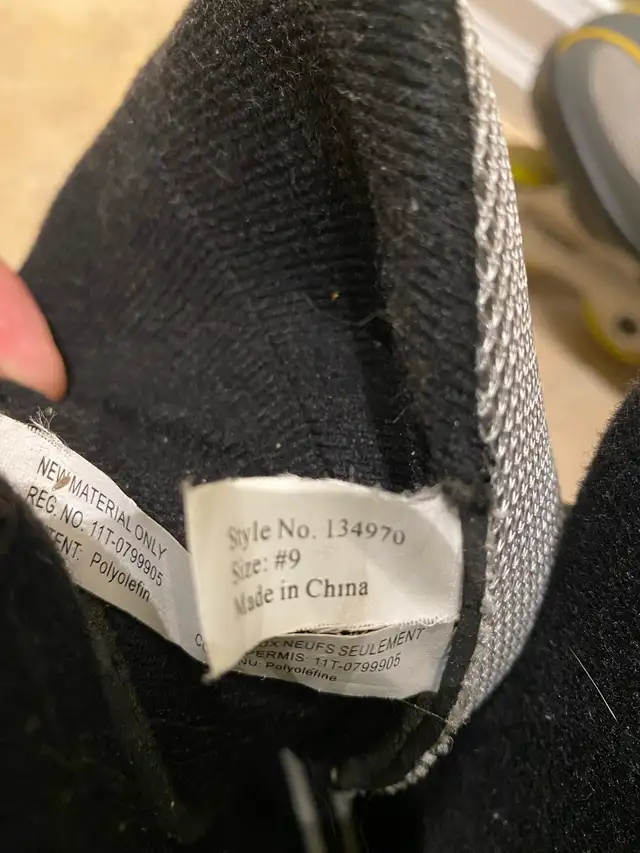 NEW MATERIAL ONLY
REG. NO. 11T-0799905
TENT: Polyolefin
Style No. 134970
Size: #9
Made in China
UX NEUFS SEULEMENT
PERMIS: 11T-0799905
NU: Polyoléfine